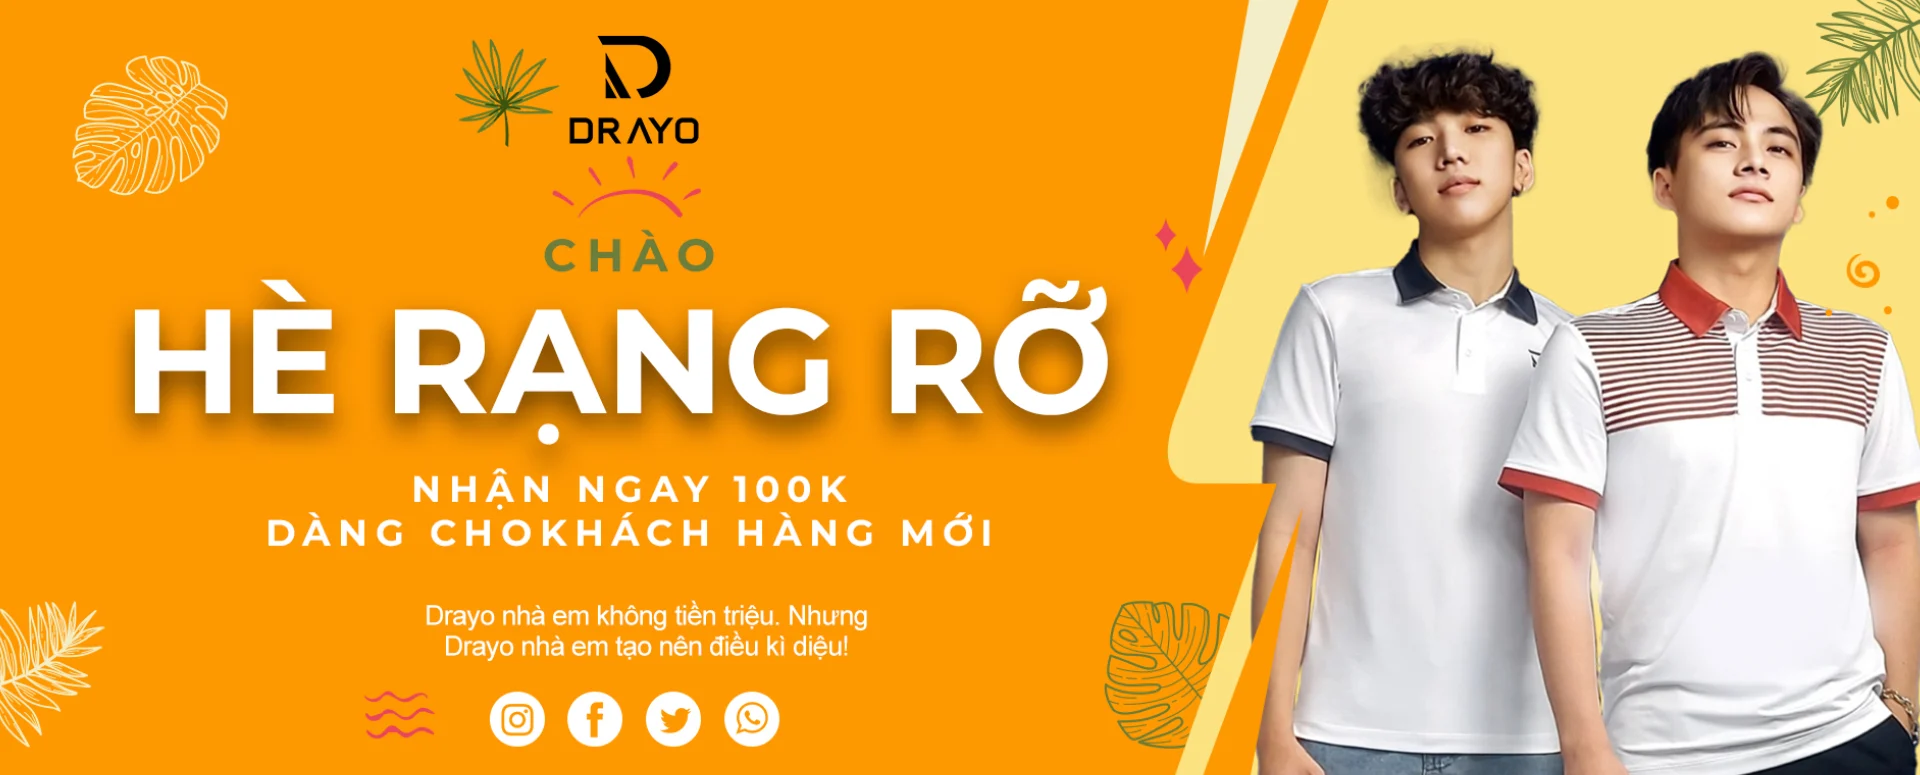 DRAYO
CHÀO
HÈ RẠNG RỠ
NHẬN NGAY 100K
DÀNG CHOKHÁCH HÀNG MỚI
Drayo nhà em không tiền triệu. Nhưng
Drayo nhà em tạo nên điều kì diệu!